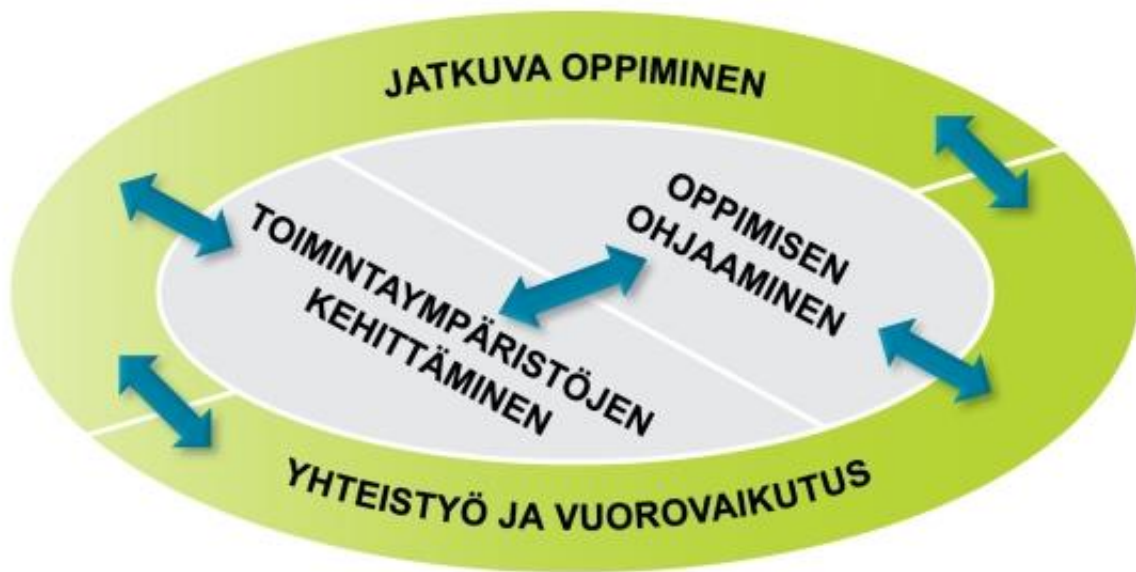 JATKUVA OPPIMINEN
OPPIMISEN
OHJAAMINEN
TOIMINTAYMPÄRISTÖJEN
KEHITTÄMINEN
YHTEISTYÖ JA VUOROVAIKUTUS